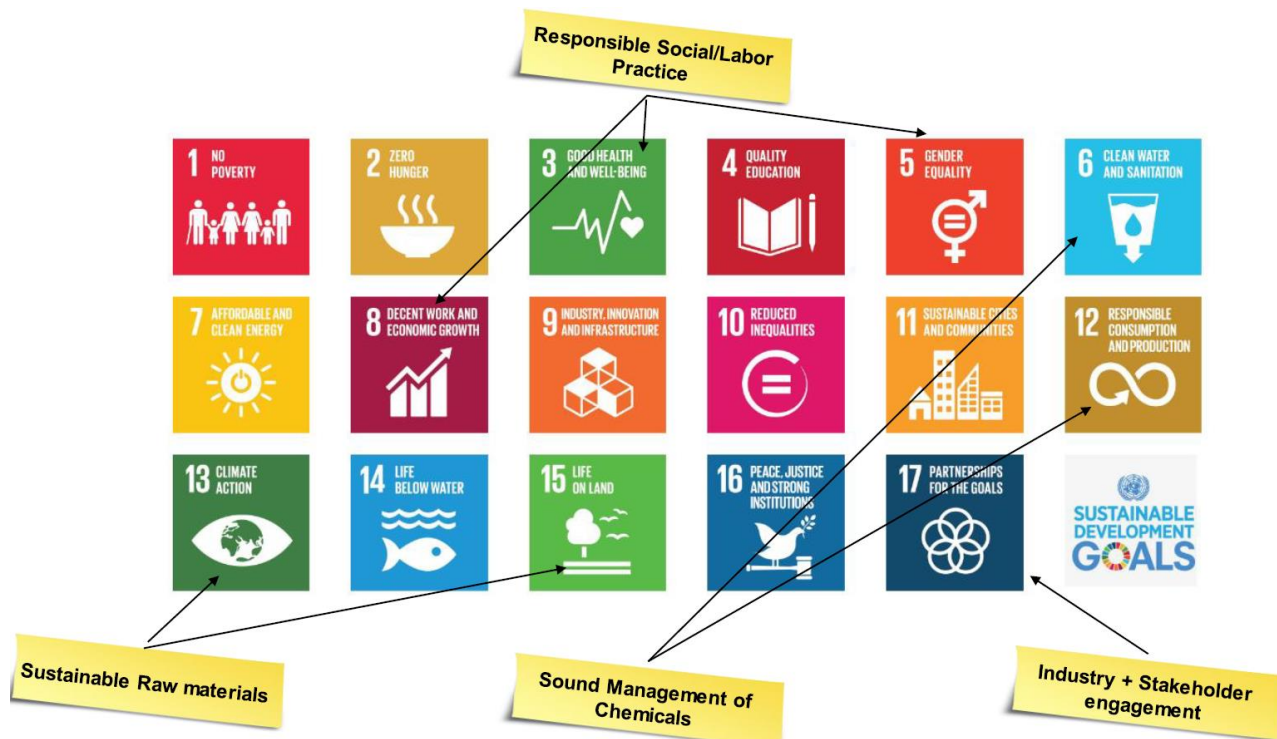 Responsible Social/Labor
Practice
1 NO
POVERTY
2 ZERO
HUNGER
3 GOOD HEALTH
AND WELL-BEING
4 QUALITY
EDUCATION
5 GENDER
EQUALITY
6 CLEAN WATER
AND SANITATION
7 AFFORDABLE AND
CLEAN ENERGY
8 DECENT WORK AND
ECONOMIC GROWTH
9 INDUSTRY, INNOVATION
AND INFRASTRUCTURE
10 REDUCED
INEQUALITIES
11 SUSTAINABLE CITIES
AND COMMUNITIES
12 RESPONSIBLE
CONSUMPTION
AND PRODUCTION
13 CLIMATE
ACTION
14 LIFE
BELOW WATER
15 LIFE
ON LAND
16 PEACE, JUSTICE
AND STRONG
INSTITUTIONS
17 PARTNERSHIPS
FOR THE GOALS
SUSTAINABLE
DEVELOPMENT
GOALS
Sustainable Raw materials
Sound Management of
Chemicals
Industry + Stakeholder
engagement